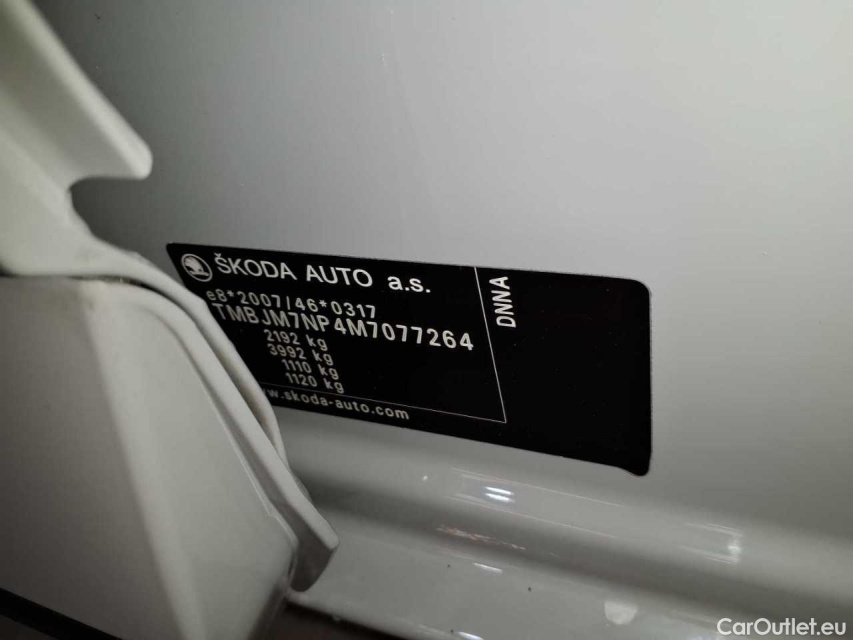 ŠKODA AUTO a.s.
e8*2007/46*0317
TMBJM7NP4M7077264
2192 kg
3992 kg
1110 kg
1120 kg
w.skoda-auto.com
DNNA
CarOutlet.eu